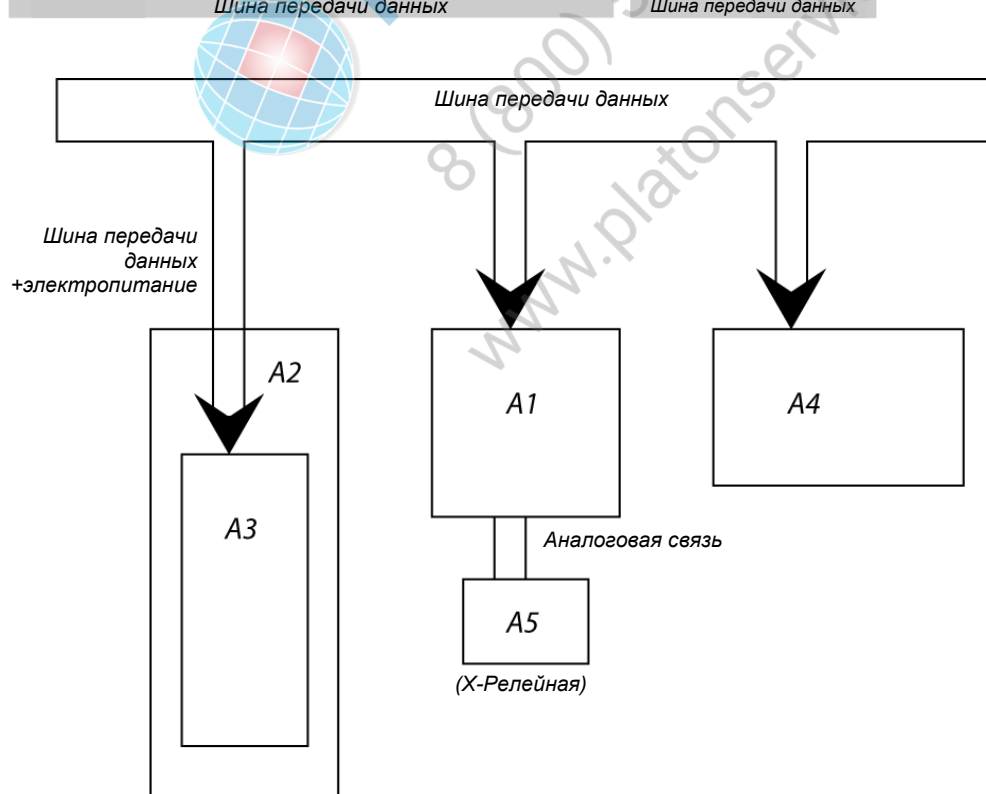 Шина передачи данных
Шина передачи данных
Шина передачи данных
8 (800)
www.platonserv
Шина передачи
данных
+электропитание
A2
A1
A4
A3
Аналоговая связь
A5
(X-Релейная)